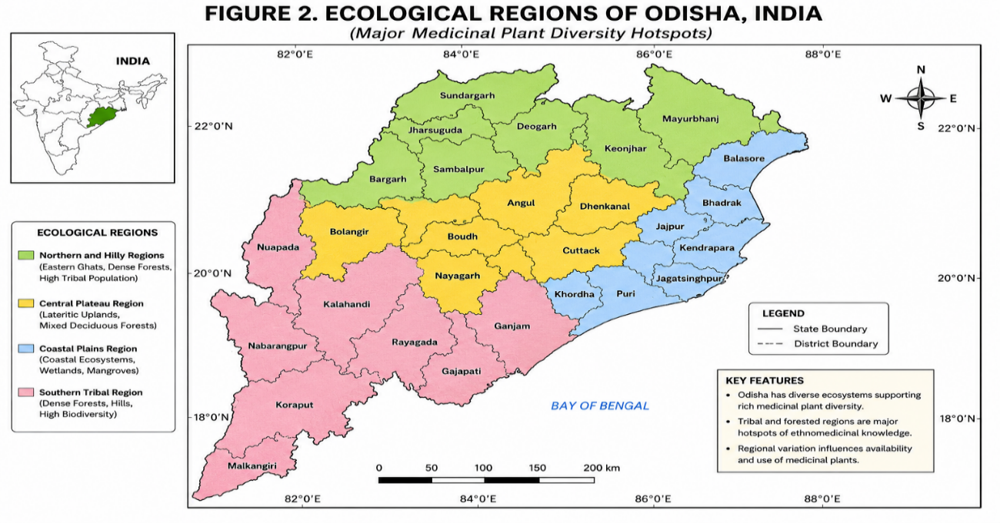 FIGURE 2. ECOLOGICAL REGIONS OF ODISHA, INDIA
(Major Medicinal Plant Diversity Hotspots)
INDIA
ECOLOGICAL REGIONS
Northern and Hilly Regions
(Eastern Ghats, Dense Forests,
High Tribal Population)
Central Plateau Region
(Lateritic Uplands,
Mixed Deciduous Forests)
Coastal Plains Region
(Coastal Ecosystems,
Wetlands, Mangroves)
Southern Tribal Region
(Dense Forests, Hills,
High Biodiversity)
82°0'E 84°0'E 86°0'E 88°0'E
22°0'N 22°0'N
20°0'N 20°0'N
18°0'N 18°0'N
Sundargarh
Jharsuguda
Deogarh
Mayurbhanj
Keonjhar
Sambalpur
Bargarh
Balasore
Angul
Dhenkanal
Bhadrak
Bolangir
Boudh
Jajpur
Nuapada
Cuttack
Kendrapara
Nayagarh
Jagatsinghpur
Khordha
Puri
Kalahandi
Ganjam
Nabarangpur
Rayagada
Gajapati
Koraput
Malkangiri
BAY OF BENGAL
N
W E
S
LEGEND
State Boundary
District Boundary
KEY FEATURES
• Odisha has diverse ecosystems supporting
rich medicinal plant diversity.
• Tribal and forested regions are major
hotspots of ethnomedicinal knowledge.
• Regional variation influences availability
and use of medicinal plants.
0 50 100 150 200 km
82°0'E 84°0'E 86°0'E 88°0'E